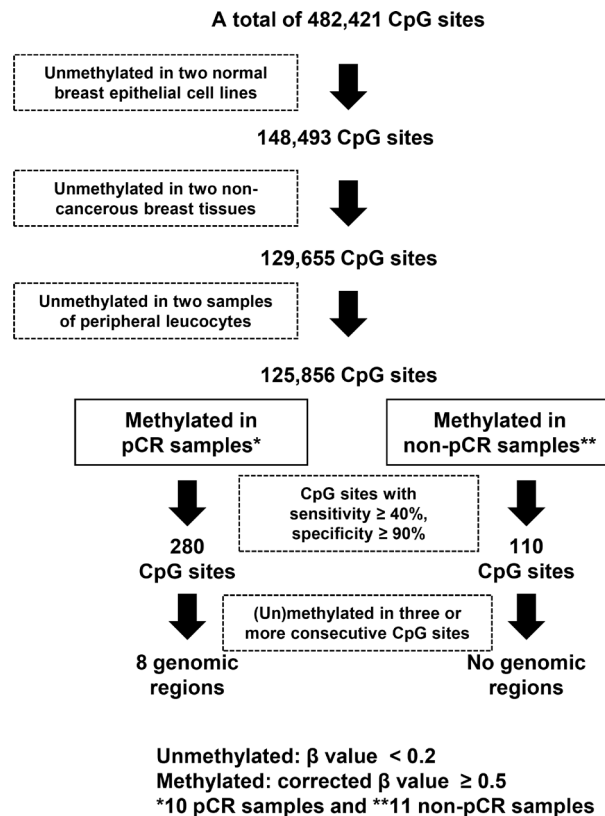 A total of 482,421 CpG sites
Unmethylated in two normal
breast epithelial cell lines
148,493 CpG sites
Unmethylated in two non-
cancerous breast tissues
129,655 CpG sites
Unmethylated in two samples
of peripheral leucocytes
125,856 CpG sites
Methylated in
pCR samples*
Methylated in
non-pCR samples**
CpG sites with
sensitivity ≥ 40%,
specificity ≥ 90%
280
CpG sites
110
CpG sites
(Un)methylated in three or
more consecutive CpG sites
8 genomic
regions
No genomic
regions
Unmethylated: β value < 0.2
Methylated: corrected β value ≥ 0.5
*10 pCR samples and **11 non-pCR samples